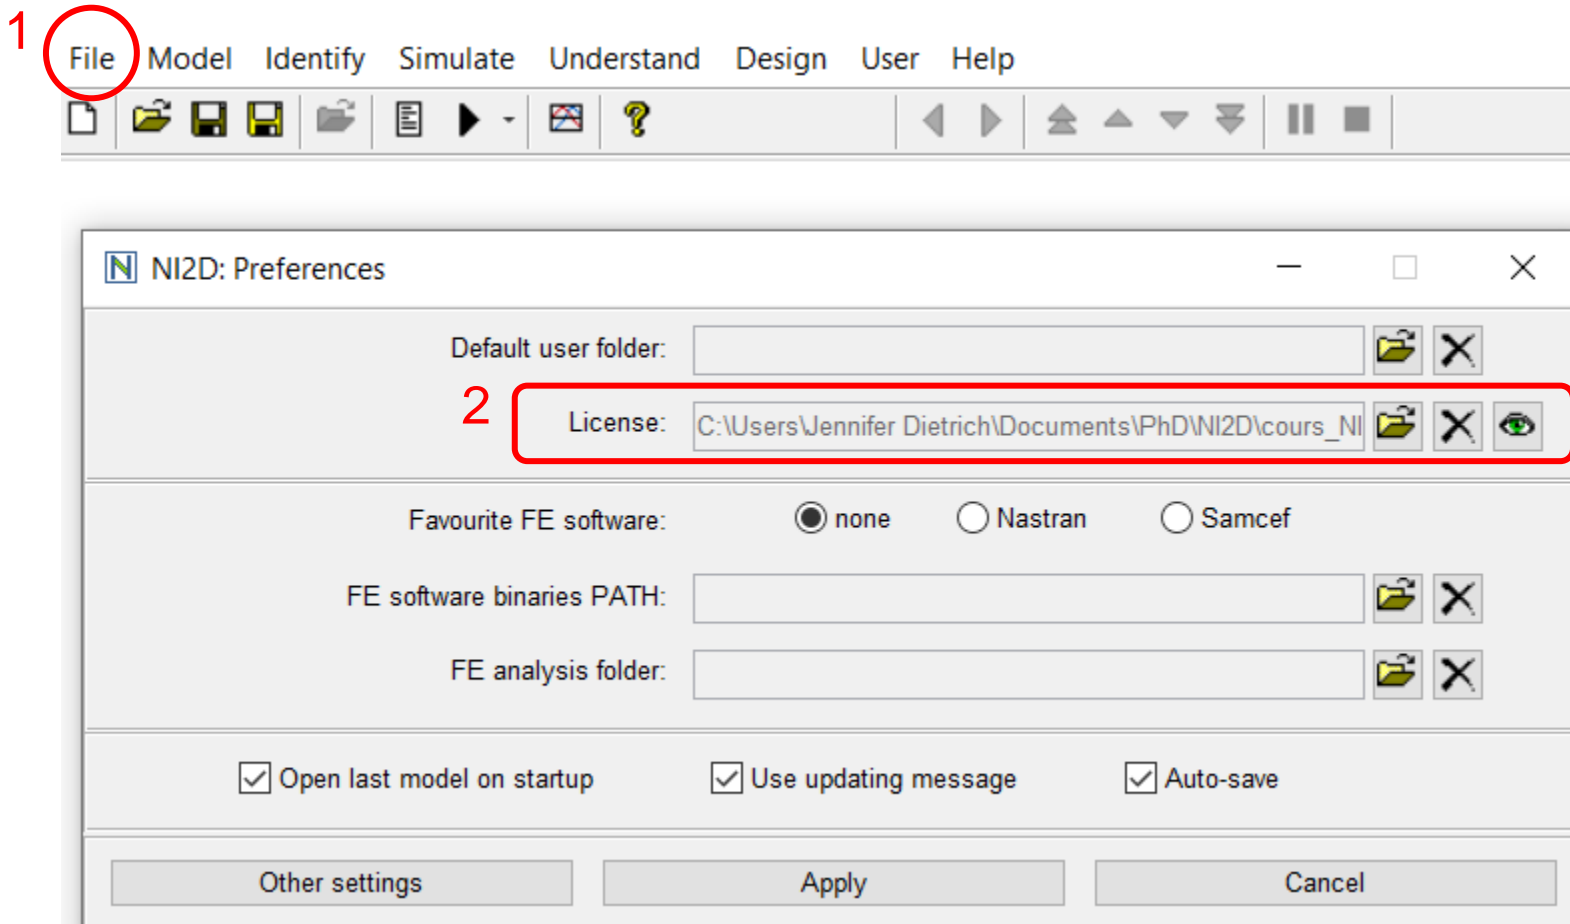 1
File Model Identify Simulate Understand Design User Help
NI2D: Preferences
Default user folder:
2
License: C:\Users\Jennifer Dietrich\Documents\PhD\NI2D\cours_NI
Favourite FE software: none Nastran Samcef
FE software binaries PATH:
FE analysis folder:
Open last model on startup Use updating message Auto-save
Other settings Apply Cancel